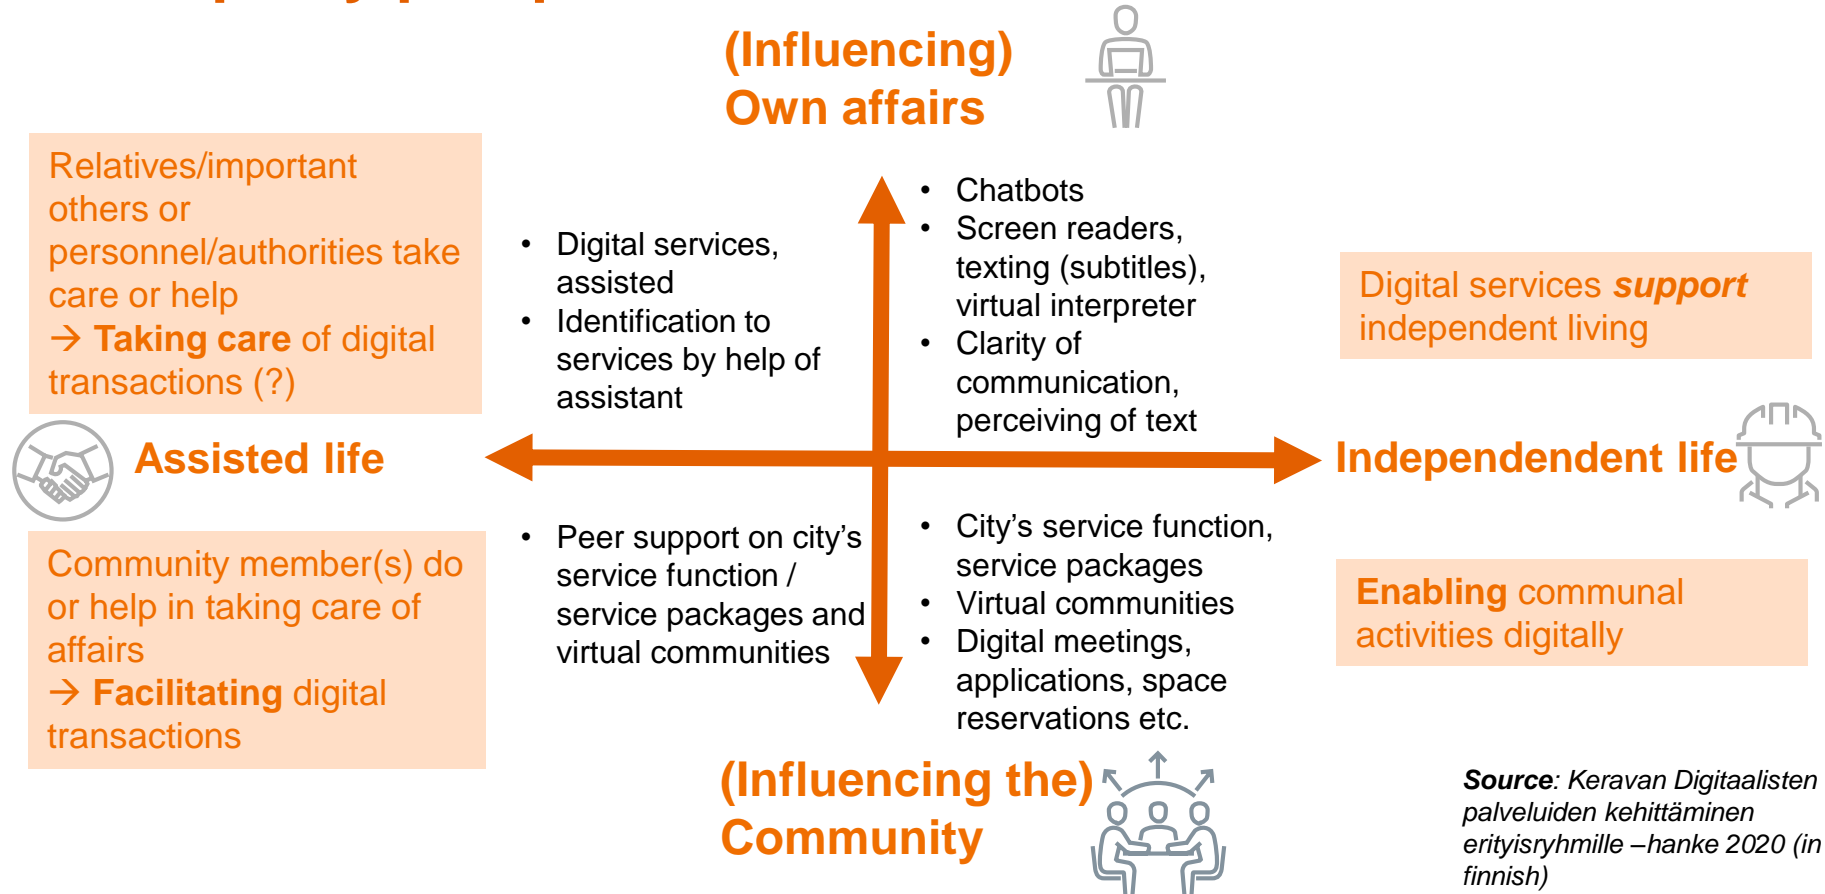 (Influencing)
Own affairs
Relatives/important
others or
personnel/authorities take
care or help
→ Taking care of digital
transactions (?)
• Digital services,
assisted
• Identification to
services by help of
assistant
• Chatbots
• Screen readers,
texting (subtitles),
virtual interpreter
• Clarity of
communication,
perceiving of text
Digital services support
independent living
Assisted life
Independendent life
Community member(s) do
or help in taking care of
affairs
→ Facilitating digital
transactions
• Peer support on city’s
service function /
service packages and
virtual communities
• City’s service function,
service packages
• Virtual communities
• Digital meetings,
applications, space
reservations etc.
Enabling communal
activities digitally
(Influencing the)
Community
Source: Keravan Digitaalisten
palveluiden kehittäminen
erityisryhmille –hanke 2020 (in
finnish)